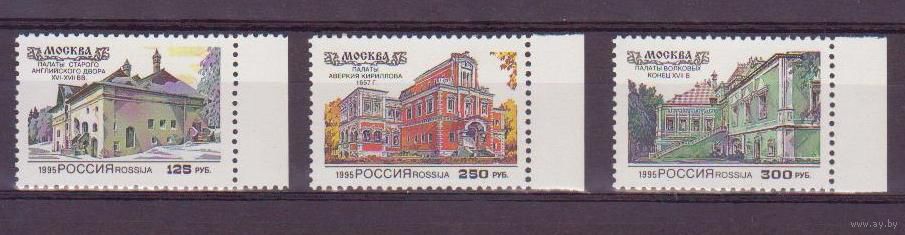 МОСКВА
ПАЛАТЫ СТАРОГО
АНГЛИЙСКОГО ДВОРА
XVI-XVII ВВ.
1995 РОССИЯ ROSSIJA 125 РУБ.
МОСКВА
ПАЛАТЫ
АВЕРКИЯ КИРИЛЛОВА
1657 Г.
1995 РОССИЯ ROSSIJA 250 РУБ.
МОСКВА
ПАЛАТЫ ВОЛКОВЫХ
КОНЕЦ XVII В.
1995 РОССИЯ ROSSIJA 300 РУБ.
© www.ay.by